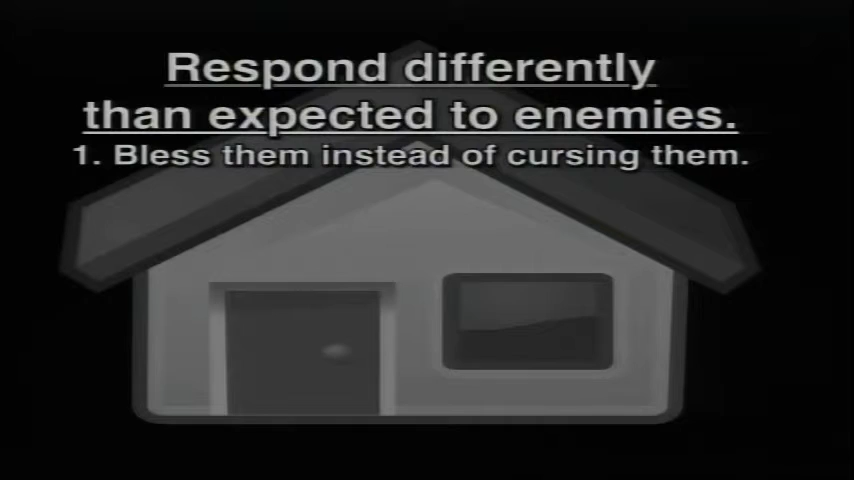 Respond differently
than expected to enemies.
1. Bless them instead of cursing them.